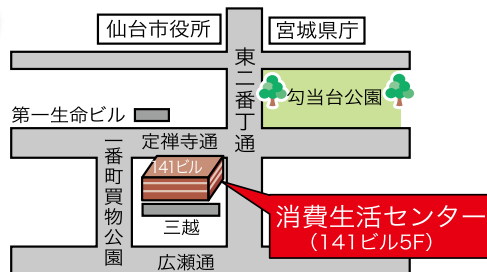 仙台市役所
宮城県庁
東二番丁通
勾当台公園
第一生命ビル
定禅寺通
一番町買物公園
141ビル
三越
消費生活センター
(141ビル5F)
広瀬通